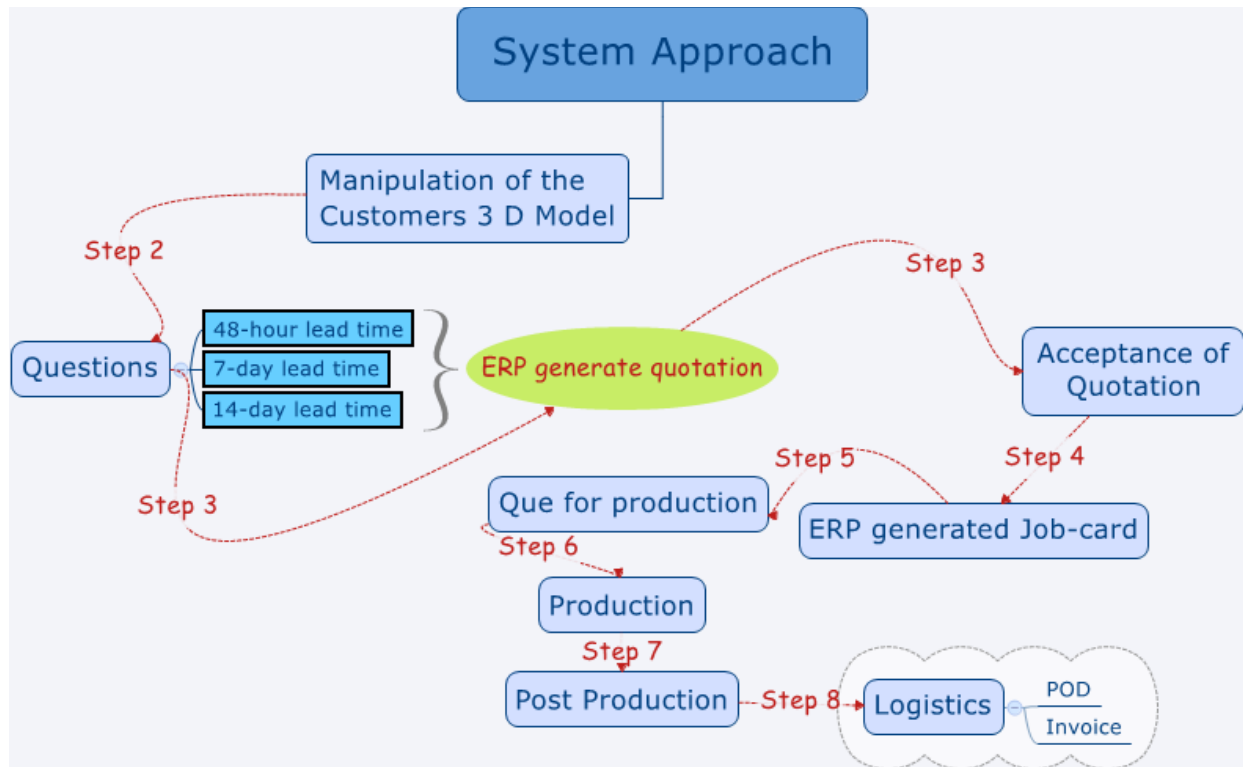 System Approach
Manipulation of the
Customers 3 D Model
Step 2
Step 3
48-hour lead time
Questions
7-day lead time
14-day lead time
ERP generate quotation
Acceptance of
Quotation
Step 3
Step 4
Step 5
Que for production
ERP generated Job-card
Step 6
Production
Step 7
Post Production
Step 8
Logistics
POD
Invoice